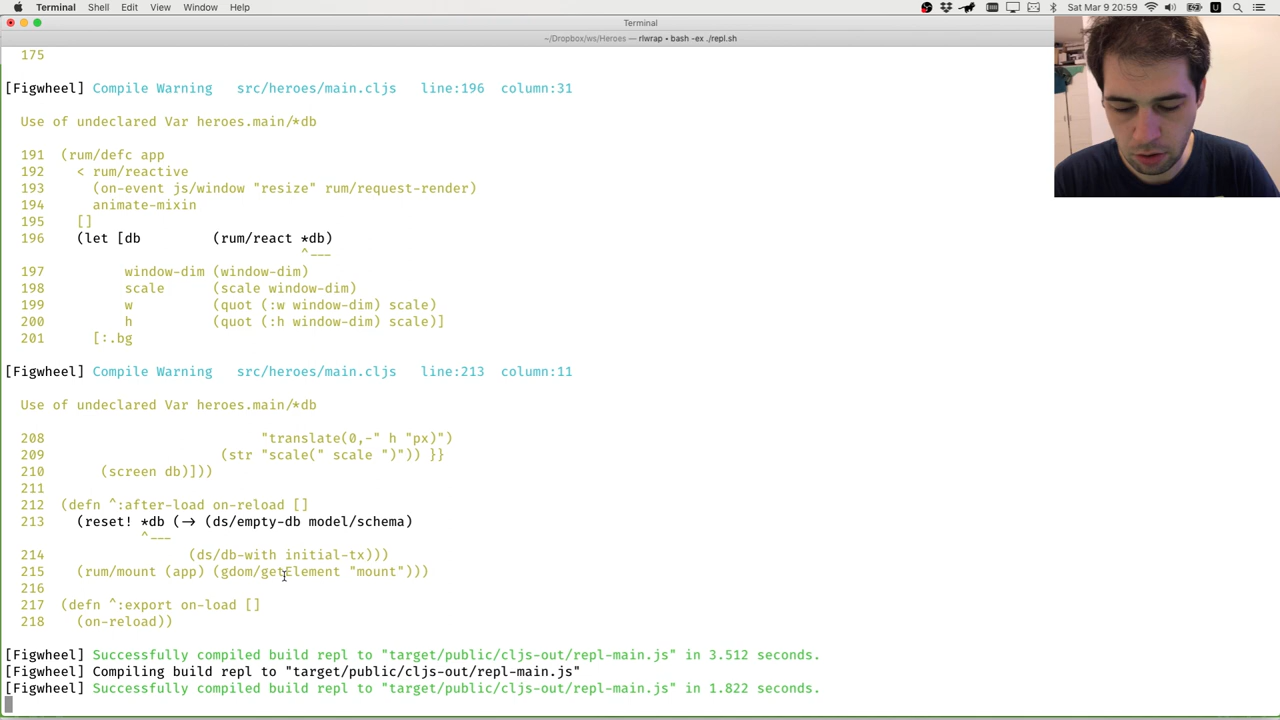 Terminal Shell Edit View Window Help Sat Mar 9 20:59
Terminal
~/Dropbox/ws/Heroes — rlwrap • bash -ex ./repl.sh
175
[Figwheel] Compile Warning src/heroes/main.cljs line:196 column:31
Use of undeclared Var heroes.main/*db
191 (rum/defc app
192 < rum/reactive
193 (on-event js/window "resize" rum/request-render)
194 animate-mixin
195 []
196 (let [db (rum/react *db)
^---
197 window-dim (window-dim)
198 scale (scale window-dim)
199 w (quot (:w window-dim) scale)
200 h (quot (:h window-dim) scale)]
201 [:.bg
[Figwheel] Compile Warning src/heroes/main.cljs line:213 column:11
Use of undeclared Var heroes.main/*db
208 "translate(0,-" h "px)")
209 (str "scale(" scale ")")) }}
210 (screen db)]))
211
212 (defn ^:after-load on-reload []
213 (reset! *db (-> (ds/empty-db model/schema)
^---
214 (ds/db-with initial-tx)))
215 (rum/mount (app) (gdom/getElement "mount")))
216
217 (defn ^:export on-load []
218 (on-reload))
[Figwheel] Successfully compiled build repl to "target/public/cljs-out/repl-main.js" in 3.512 seconds.
[Figwheel] Compiling build repl to "target/public/cljs-out/repl-main.js"
[Figwheel] Successfully compiled build repl to "target/public/cljs-out/repl-main.js" in 1.822 seconds.